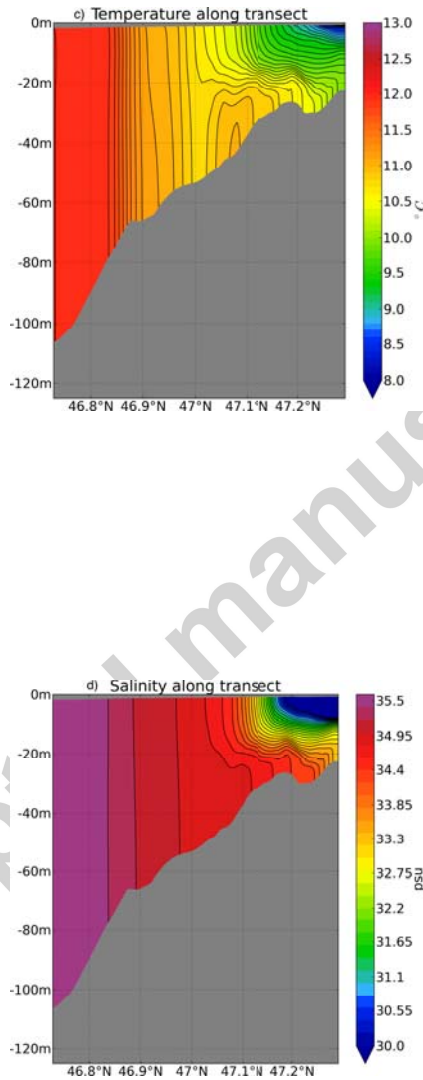 c) Temperature along transect
0m
-20m
-40m
-60m
-80m
-100m
-120m
46.8°N 46.9°N 47°N 47.1°N 47.2°N
13.0
12.5
12.0
11.5
11.0
10.5
10.0
9.5
9.0
8.5
8.0
°C
manus
d) Salinity along transect
0m
-20m
-40m
-60m
-80m
-100m
-120m
46.8°N 46.9°N 47°N 47.1°N 47.2°N
35.5
34.95
34.4
33.85
33.3
32.75
32.2
31.65
31.1
30.55
30.0
psu